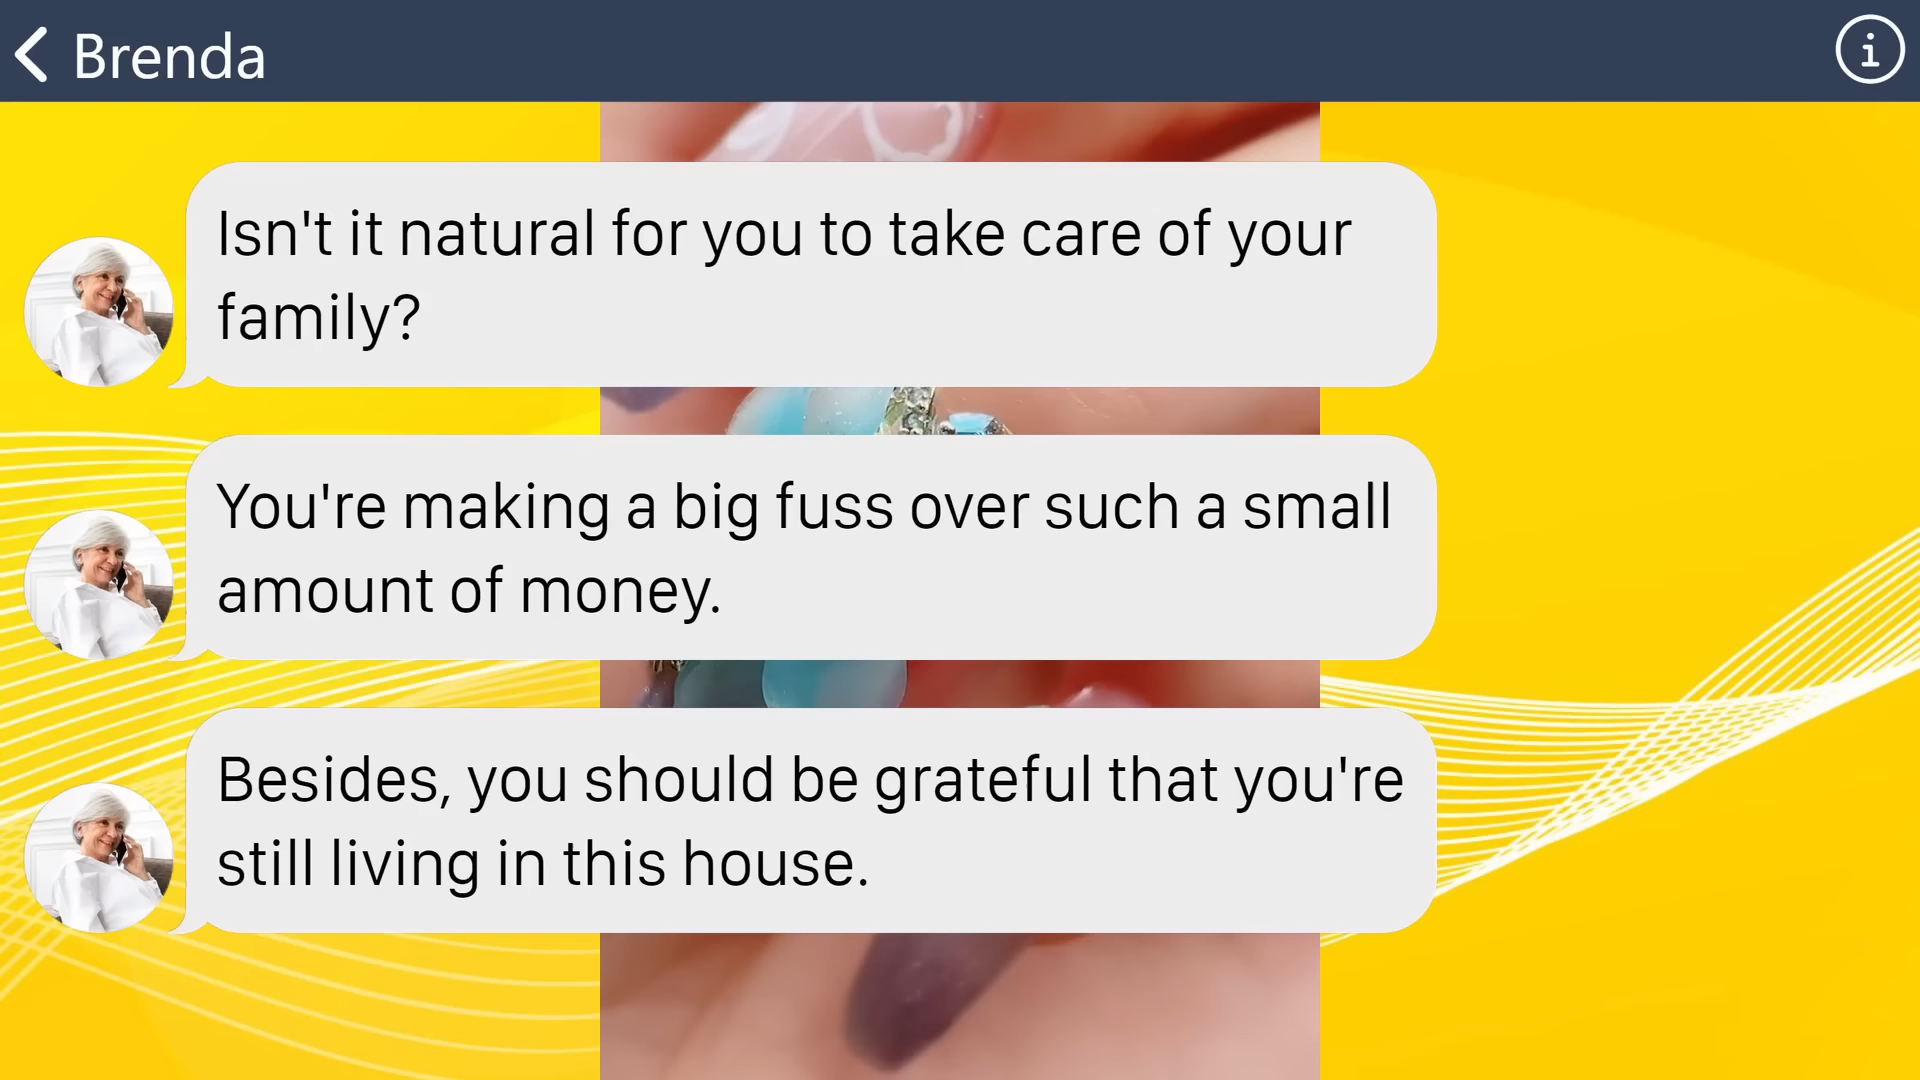 Brenda
Isn't it natural for you to take care of your
family?
You're making a big fuss over such a small
amount of money.
Besides, you should be grateful that you're
still living in this house.